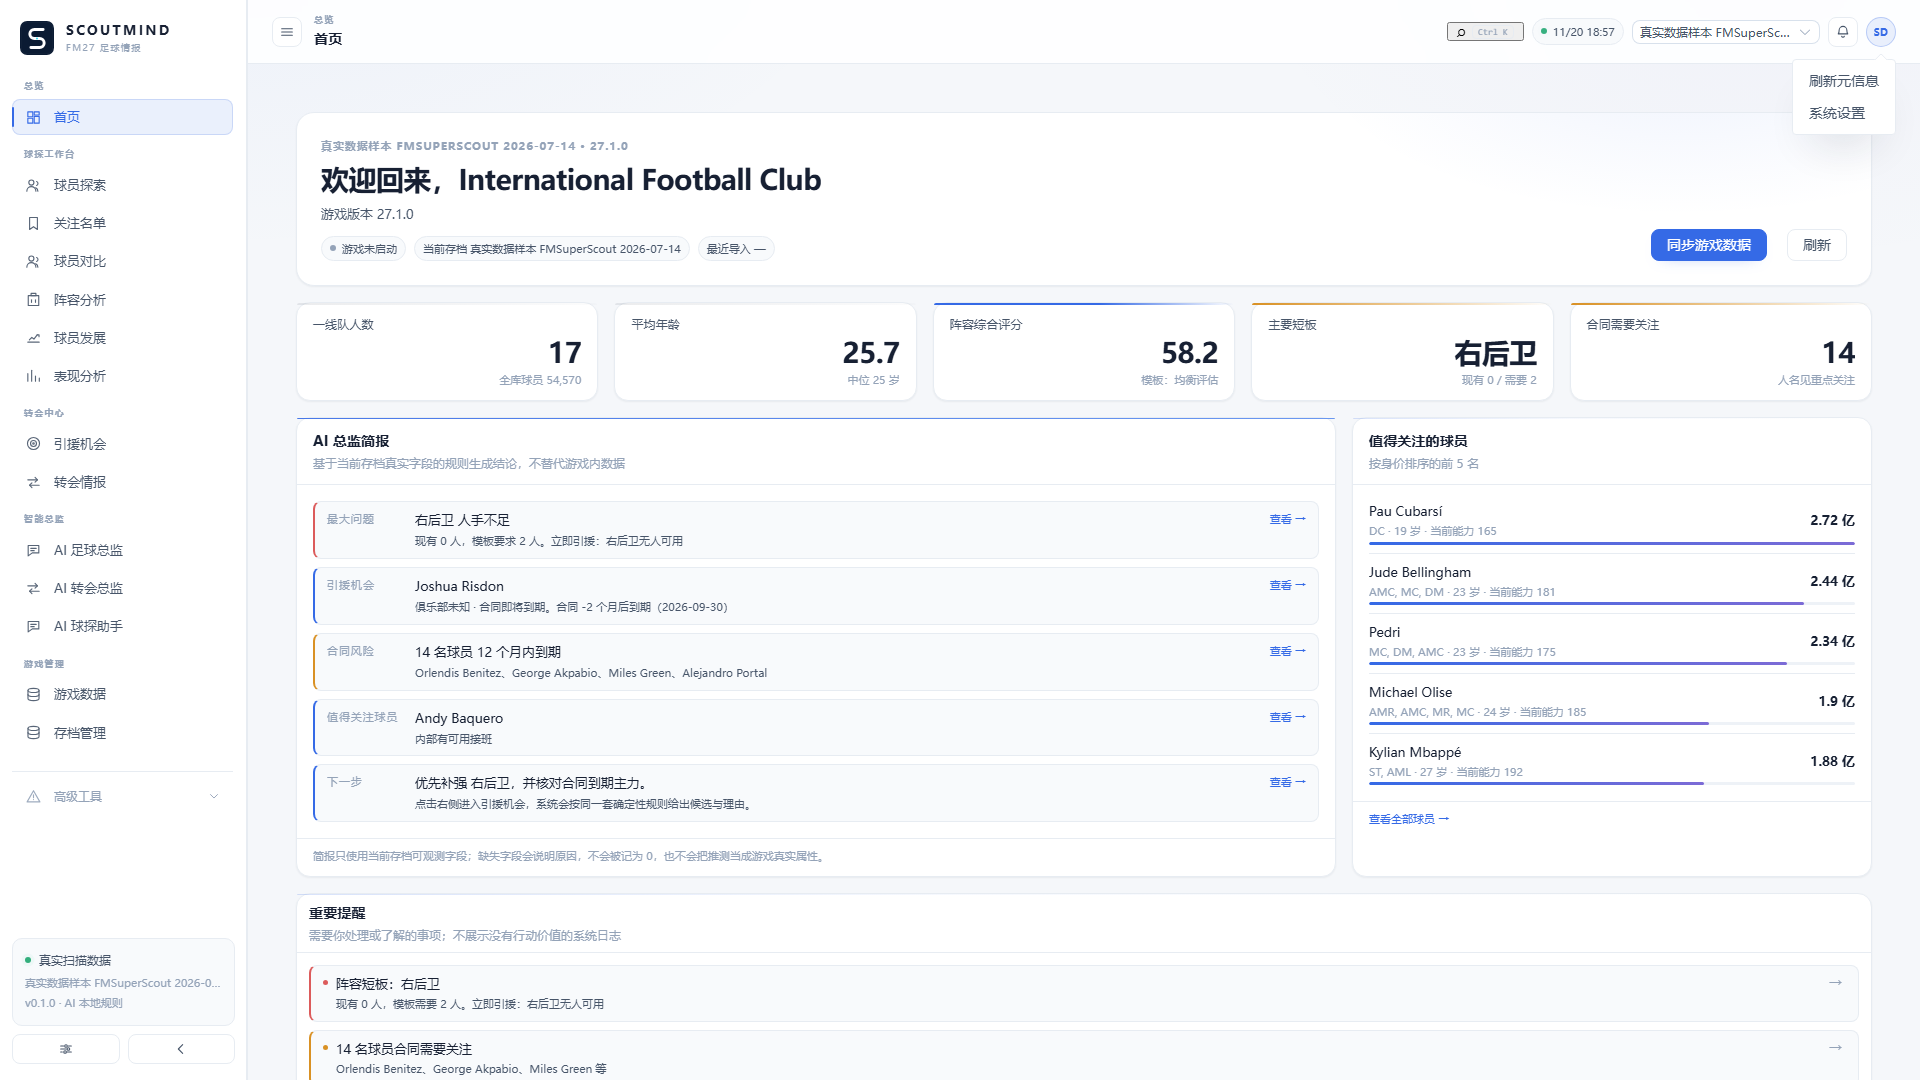 SCOUTMIND
FM27 足球情报
总览
首页
球探工作台
球员探索
关注名单
球员对比
阵容分析
球员发展
表现分析
转会中心
引援机会
转会情报
智能总监
AI 足球总监
AI 转会总监
AI 球探助手
游戏管理
游戏数据
存档管理
高级工具
真实扫描数据
真实数据样本 FMSuperScout 2026-0...
v0.1.0 · AI 本地规则
总览
首页
Ctrl K
11/20 18:57
真实数据样本 FMSuperSc...
SD
刷新元信息
系统设置
真实数据样本 FMSUPERSCOUT 2026-07-14 • 27.1.0
欢迎回来，International Football Club
游戏版本 27.1.0
游戏未启动
当前存档 真实数据样本 FMSuperScout 2026-07-14
最近导入 —
同步游戏数据
刷新
一线队人数
17
全库球员 54,570
平均年龄
25.7
中位 25 岁
阵容综合评分
58.2
模板：均衡评估
主要短板
右后卫
现有 0 / 需要 2
合同需要关注
14
人名见重点关注
AI 总监简报
基于当前存档真实字段的规则生成结论，不替代游戏内数据
最大问题
右后卫 人手不足
现有 0 人，模板要求 2 人。立即引援：右后卫无人可用
查看 →
引援机会
Joshua Risdon
俱乐部未知 · 合同即将到期。合同 -2 个月后到期（2026-09-30）
查看 →
合同风险
14 名球员 12 个月内到期
Orlendis Benitez、George Akpabio、Miles Green、Alejandro Portal
查看 →
值得关注球员
Andy Baquero
内部有可用接班
查看 →
下一步
优先补强 右后卫，并核对合同到期主力。
点击右侧进入引援机会，系统会按同一套确定性规则给出候选与理由。
查看 →
简报只使用当前存档可观测字段；缺失字段会说明原因，不会被记为 0，也不会把推测当成游戏真实属性。
值得关注的球员
按身价排序的前 5 名
Pau Cubarsí
DC · 19 岁 · 当前能力 165
2.72 亿
Jude Bellingham
AMC, MC, DM · 23 岁 · 当前能力 181
2.44 亿
Pedri
MC, DM, AMC · 23 岁 · 当前能力 175
2.34 亿
Michael Olise
AMR, AMC, MR, MC · 24 岁 · 当前能力 185
1.9 亿
Kylian Mbappé
ST, AML · 27 岁 · 当前能力 192
1.88 亿
查看全部球员 →
重要提醒
需要你处理或了解的事项；不展示没有行动价值的系统日志
阵容短板：右后卫
现有 0 人，模板需要 2 人。立即引援：右后卫无人可用
→
14 名球员合同需要关注
Orlendis Benitez、George Akpabio、Miles Green 等
→